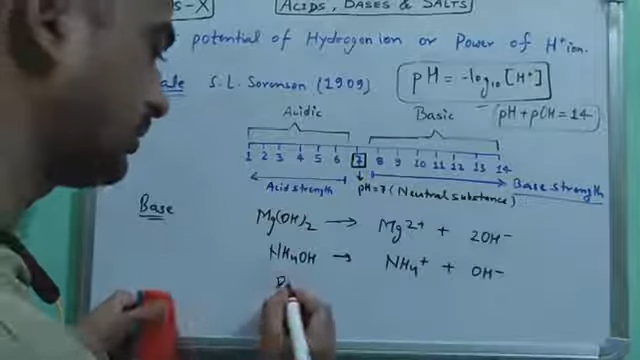 S-X
ACIDS, BASES & SALTS
potential of Hydrogen ion or Power of H⁺ ion.
S.L. Sorenson (1909)
pH = -log₁₀ [H⁺]
pH + pOH = 14
Acidic
Basic
1 2 3 4 5 6 7 8 9 10 11 12 13 14
Acid strength
pH=7 (Neutral substance)
Base strength
Base
Mg(OH)₂ → Mg²⁺ + 2OH⁻
NH₄OH → NH₄⁺ + OH⁻